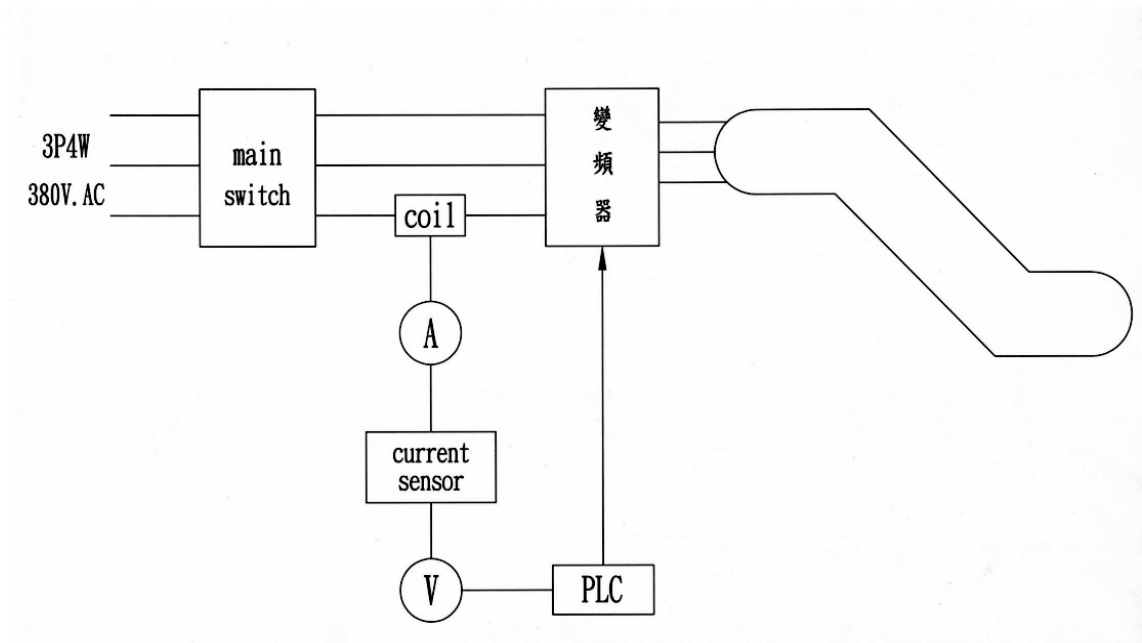 3P4W
380V.AC
main
switch
coil
變
頻
器
A
current
sensor
V
PLC